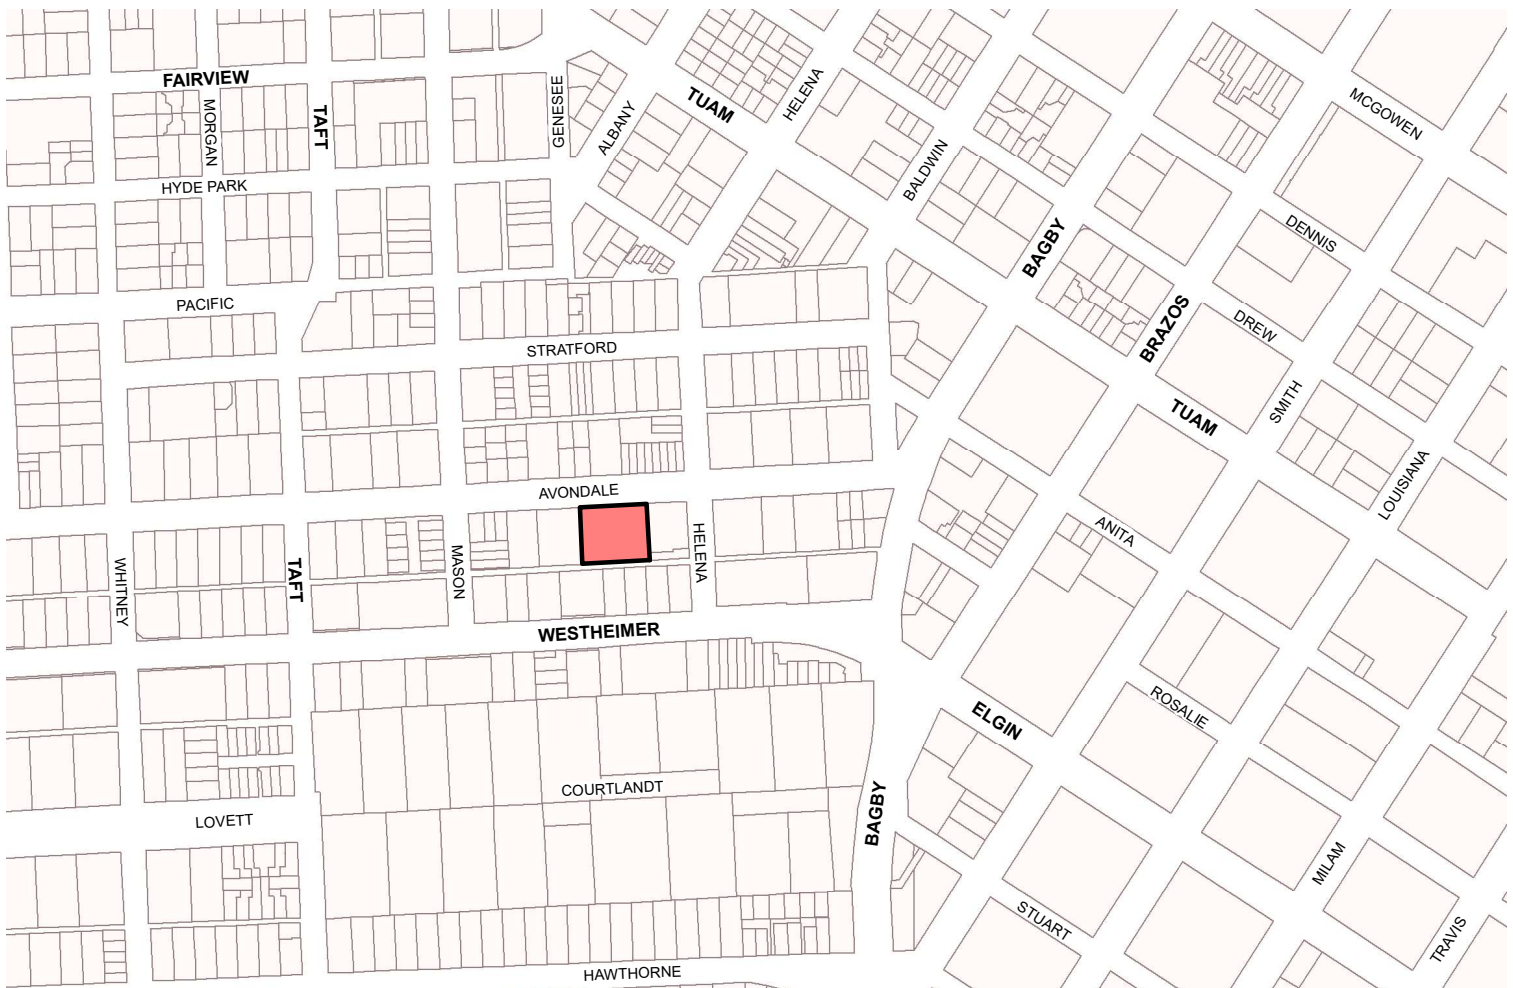 FAIRVIEW
MORGAN
TAFT
GENESEE
ALBANY
TUAM
HELENA
BALDWIN
MCGOWEN
HYDE PARK
BAGBY
DENNIS
PACIFIC
BRAZOS
DREW
STRATFORD
SMITH
TUAM
LOUISIANA
AVONDALE
ANITA
WHITNEY
TAFT
MASON
HELENA
WESTHEIMER
ROSALIE
ELGIN
COURTLANDT
BAGBY
LOVETT
MILAM
STUART
TRAVIS
HAWTHORNE